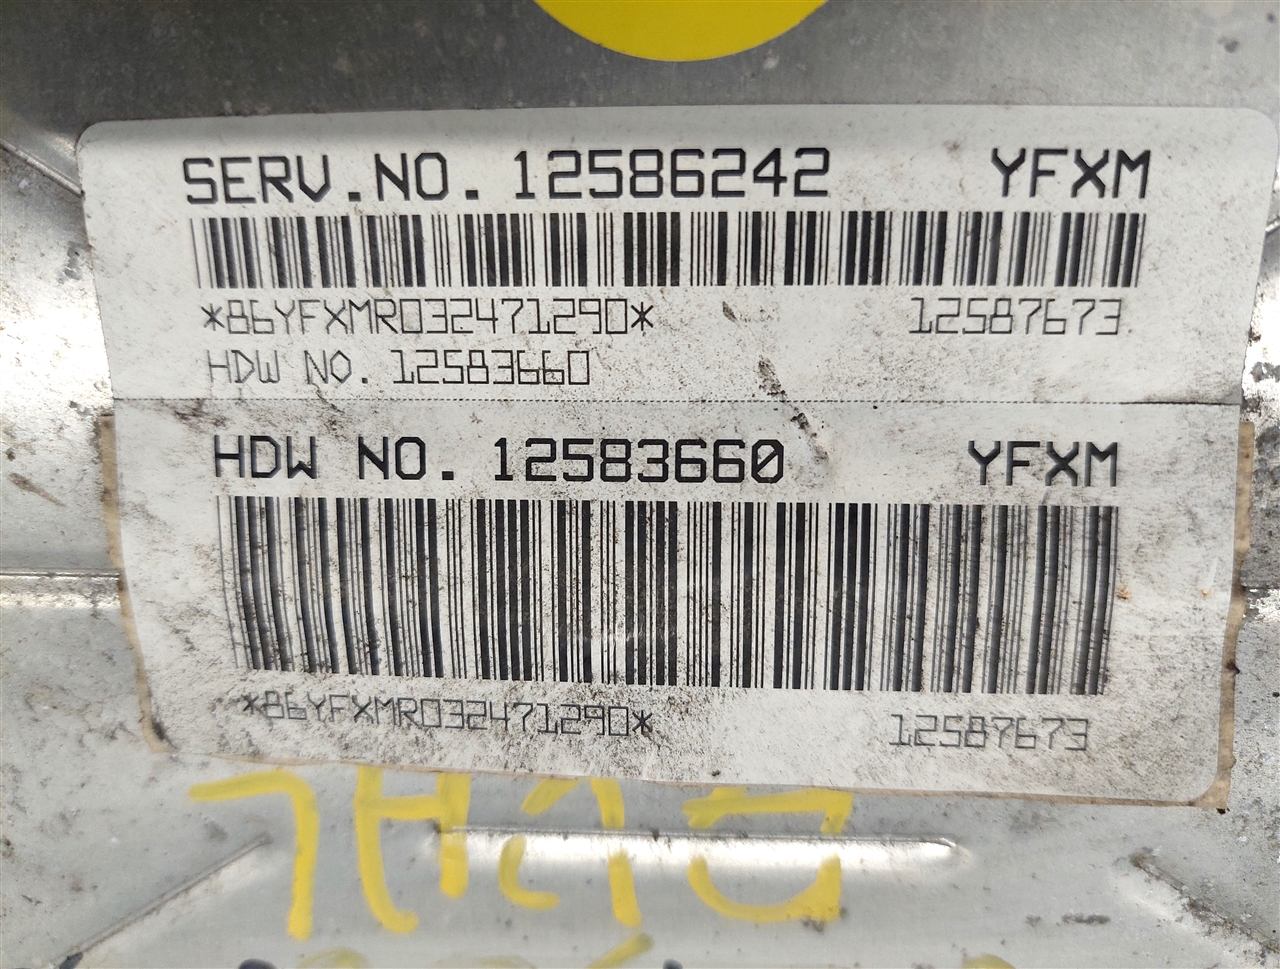 SERV.NO. 12586242 YFXM
*86YFXMR032471290* 12587673
HDW NO. 12583660
HDW NO. 12583660 YFXM
*86YFXMR032471290* 12587673